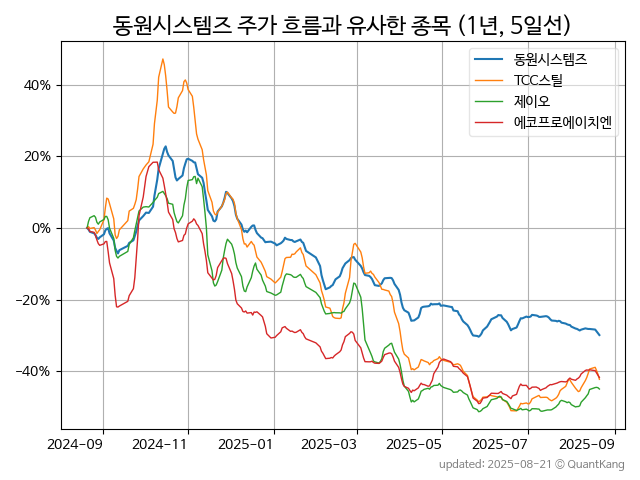 동원시스템즈 주가 흐름과 유사한 종목 (1년, 5일선)
동원시스템즈
TCC스틸
제이오
에코프로에이치엔
40%
20%
0%
−20%
−40%
2024-09 2024-11 2025-01 2025-03 2025-05 2025-07 2025-09
updated: 2025-08-21 © QuantKang